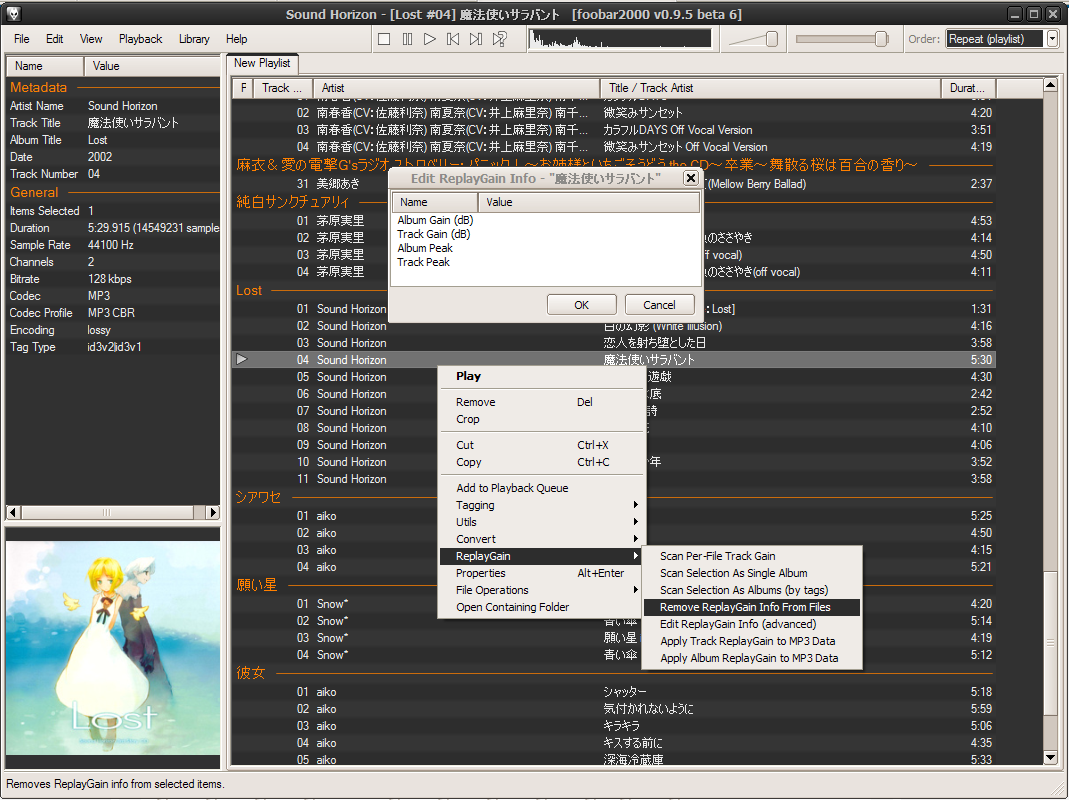 Sound Horizon - [Lost #04] 魔法使いサラバント [foobar2000 v0.9.5 beta 6]
File Edit View Playback Library Help
Order: Repeat (playlist)
Name Value
Metadata
Artist Name Sound Horizon
Track Title 魔法使いサラバント
Album Title Lost
Date 2002
Track Number 04
General
Items Selected 1
Duration 5:29.915 (14549231 sample
Sample Rate 44100 Hz
Channels 2
Bitrate 128 kbps
Codec MP3
Codec Profile MP3 CBR
Encoding lossy
Tag Type id3v2|id3v1
Lost
New Playlist
F Track ... Artist Title / Track Artist Durat...
02 南春香(CV:佐藤利奈) 南夏奈(CV:井上麻里奈) 南千... 微笑みサンセット 4:20
03 南春香(CV:佐藤利奈) 南夏奈(CV:井上麻里奈) 南千... カラフルDAYS Off Vocal Version 3:51
04 南春香(CV:佐藤利奈) 南夏奈(CV:井上麻里奈) 南千... 微笑みサンセット Off Vocal Version 4:19
麻衣＆愛の電撃G'sラジオ ストロベリー・パニック！～お姉様といちごそうどう the CD～ 卒業～ 舞散る桜は百合の香り～
31 美郷あき (Mellow Berry Ballad) 2:37
純白サンクチュアリィ
01 茅原実里 4:53
02 茅原実里 のささやき 4:14
03 茅原実里 f vocal) 4:50
04 茅原実里 のささやき(off vocal) 4:11
Lost
01 Sound Horizon : Lost] 1:31
02 Sound Horizon 白の幻影 (White Illusion) 4:16
03 Sound Horizon 恋人を射ち堕とした日 3:58
04 Sound Horizon 魔法使いサラバント 5:30
05 Sound Horizon 遊戯 4:30
06 Sound Horizon 底 2:42
07 Sound Horizon 詩 2:52
08 Sound Horizon 4:10
09 Sound Horizon 4:06
10 Sound Horizon 年 3:52
11 Sound Horizon 3:58
シアワセ
01 aiko 5:25
02 aiko 4:50
03 aiko 4:15
04 aiko 5:21
願い星
01 Snow* 4:20
02 Snow* 青い傘 5:14
03 Snow* 願い星 4:19
04 Snow* 青い傘 5:12
彼女
01 aiko シャッター 5:18
02 aiko 気付かれないように 5:59
03 aiko キラキラ 5:06
04 aiko キスする前に 4:35
05 aiko 深海冷蔵庫 5:33
Edit ReplayGain Info - "魔法使いサラバント"
Name Value
Album Gain (dB)
Track Gain (dB)
Album Peak
Track Peak
OK Cancel
Play
Remove Del
Crop
Cut Ctrl+X
Copy Ctrl+C
Add to Playback Queue
Tagging
Utils
Convert
ReplayGain
Properties Alt+Enter
File Operations
Open Containing Folder
Scan Per-File Track Gain
Scan Selection As Single Album
Scan Selection As Albums (by tags)
Remove ReplayGain Info From Files
Edit ReplayGain Info (advanced)
Apply Track ReplayGain to MP3 Data
Apply Album ReplayGain to MP3 Data
Removes ReplayGain info from selected items.